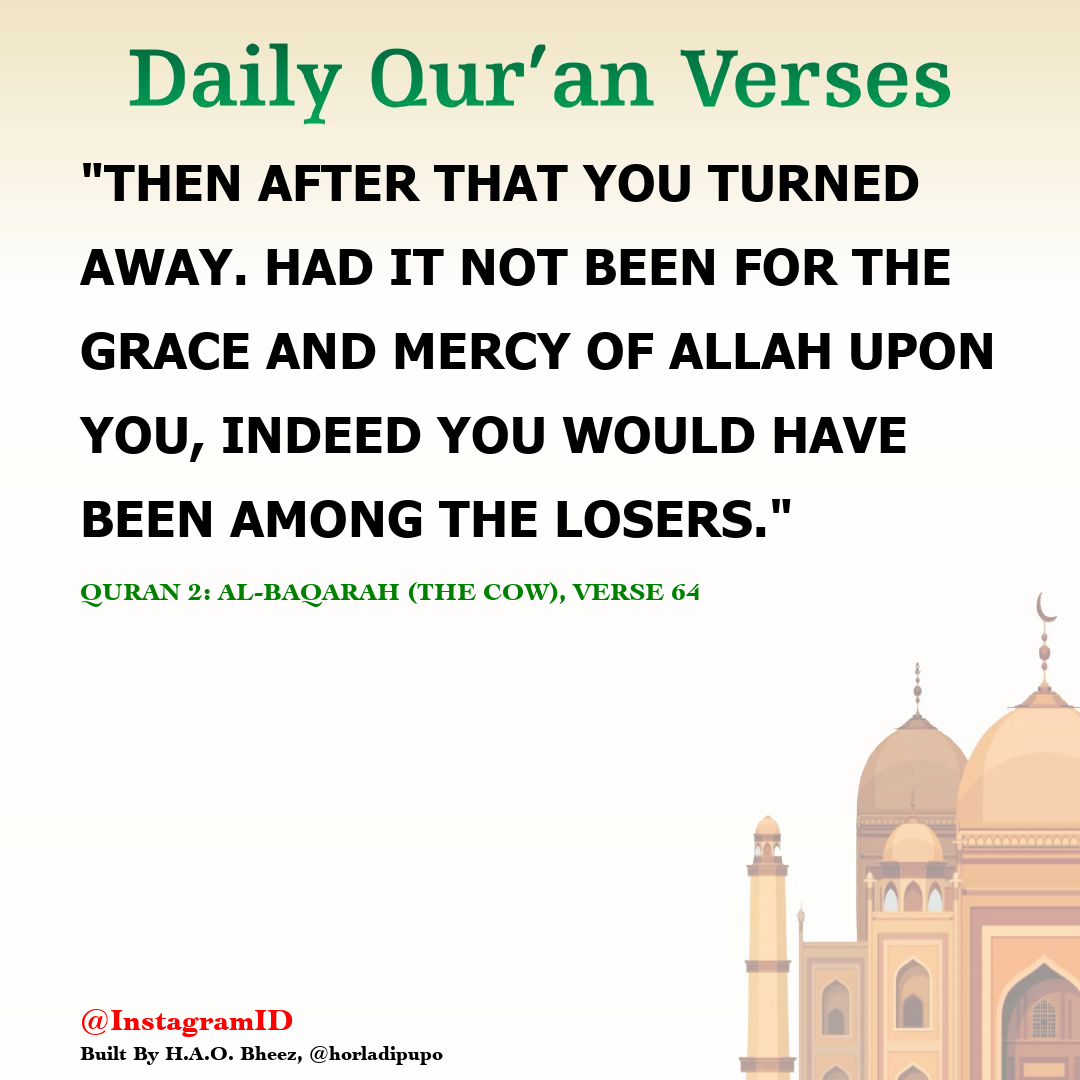 Daily Qur'an Verses
"THEN AFTER THAT YOU TURNED
AWAY. HAD IT NOT BEEN FOR THE
GRACE AND MERCY OF ALLAH UPON
YOU, INDEED YOU WOULD HAVE
BEEN AMONG THE LOSERS."
QURAN 2: AL-BAQARAH (THE COW), VERSE 64
@InstagramID
Built By H.A.O. Bheez, @horladipupo